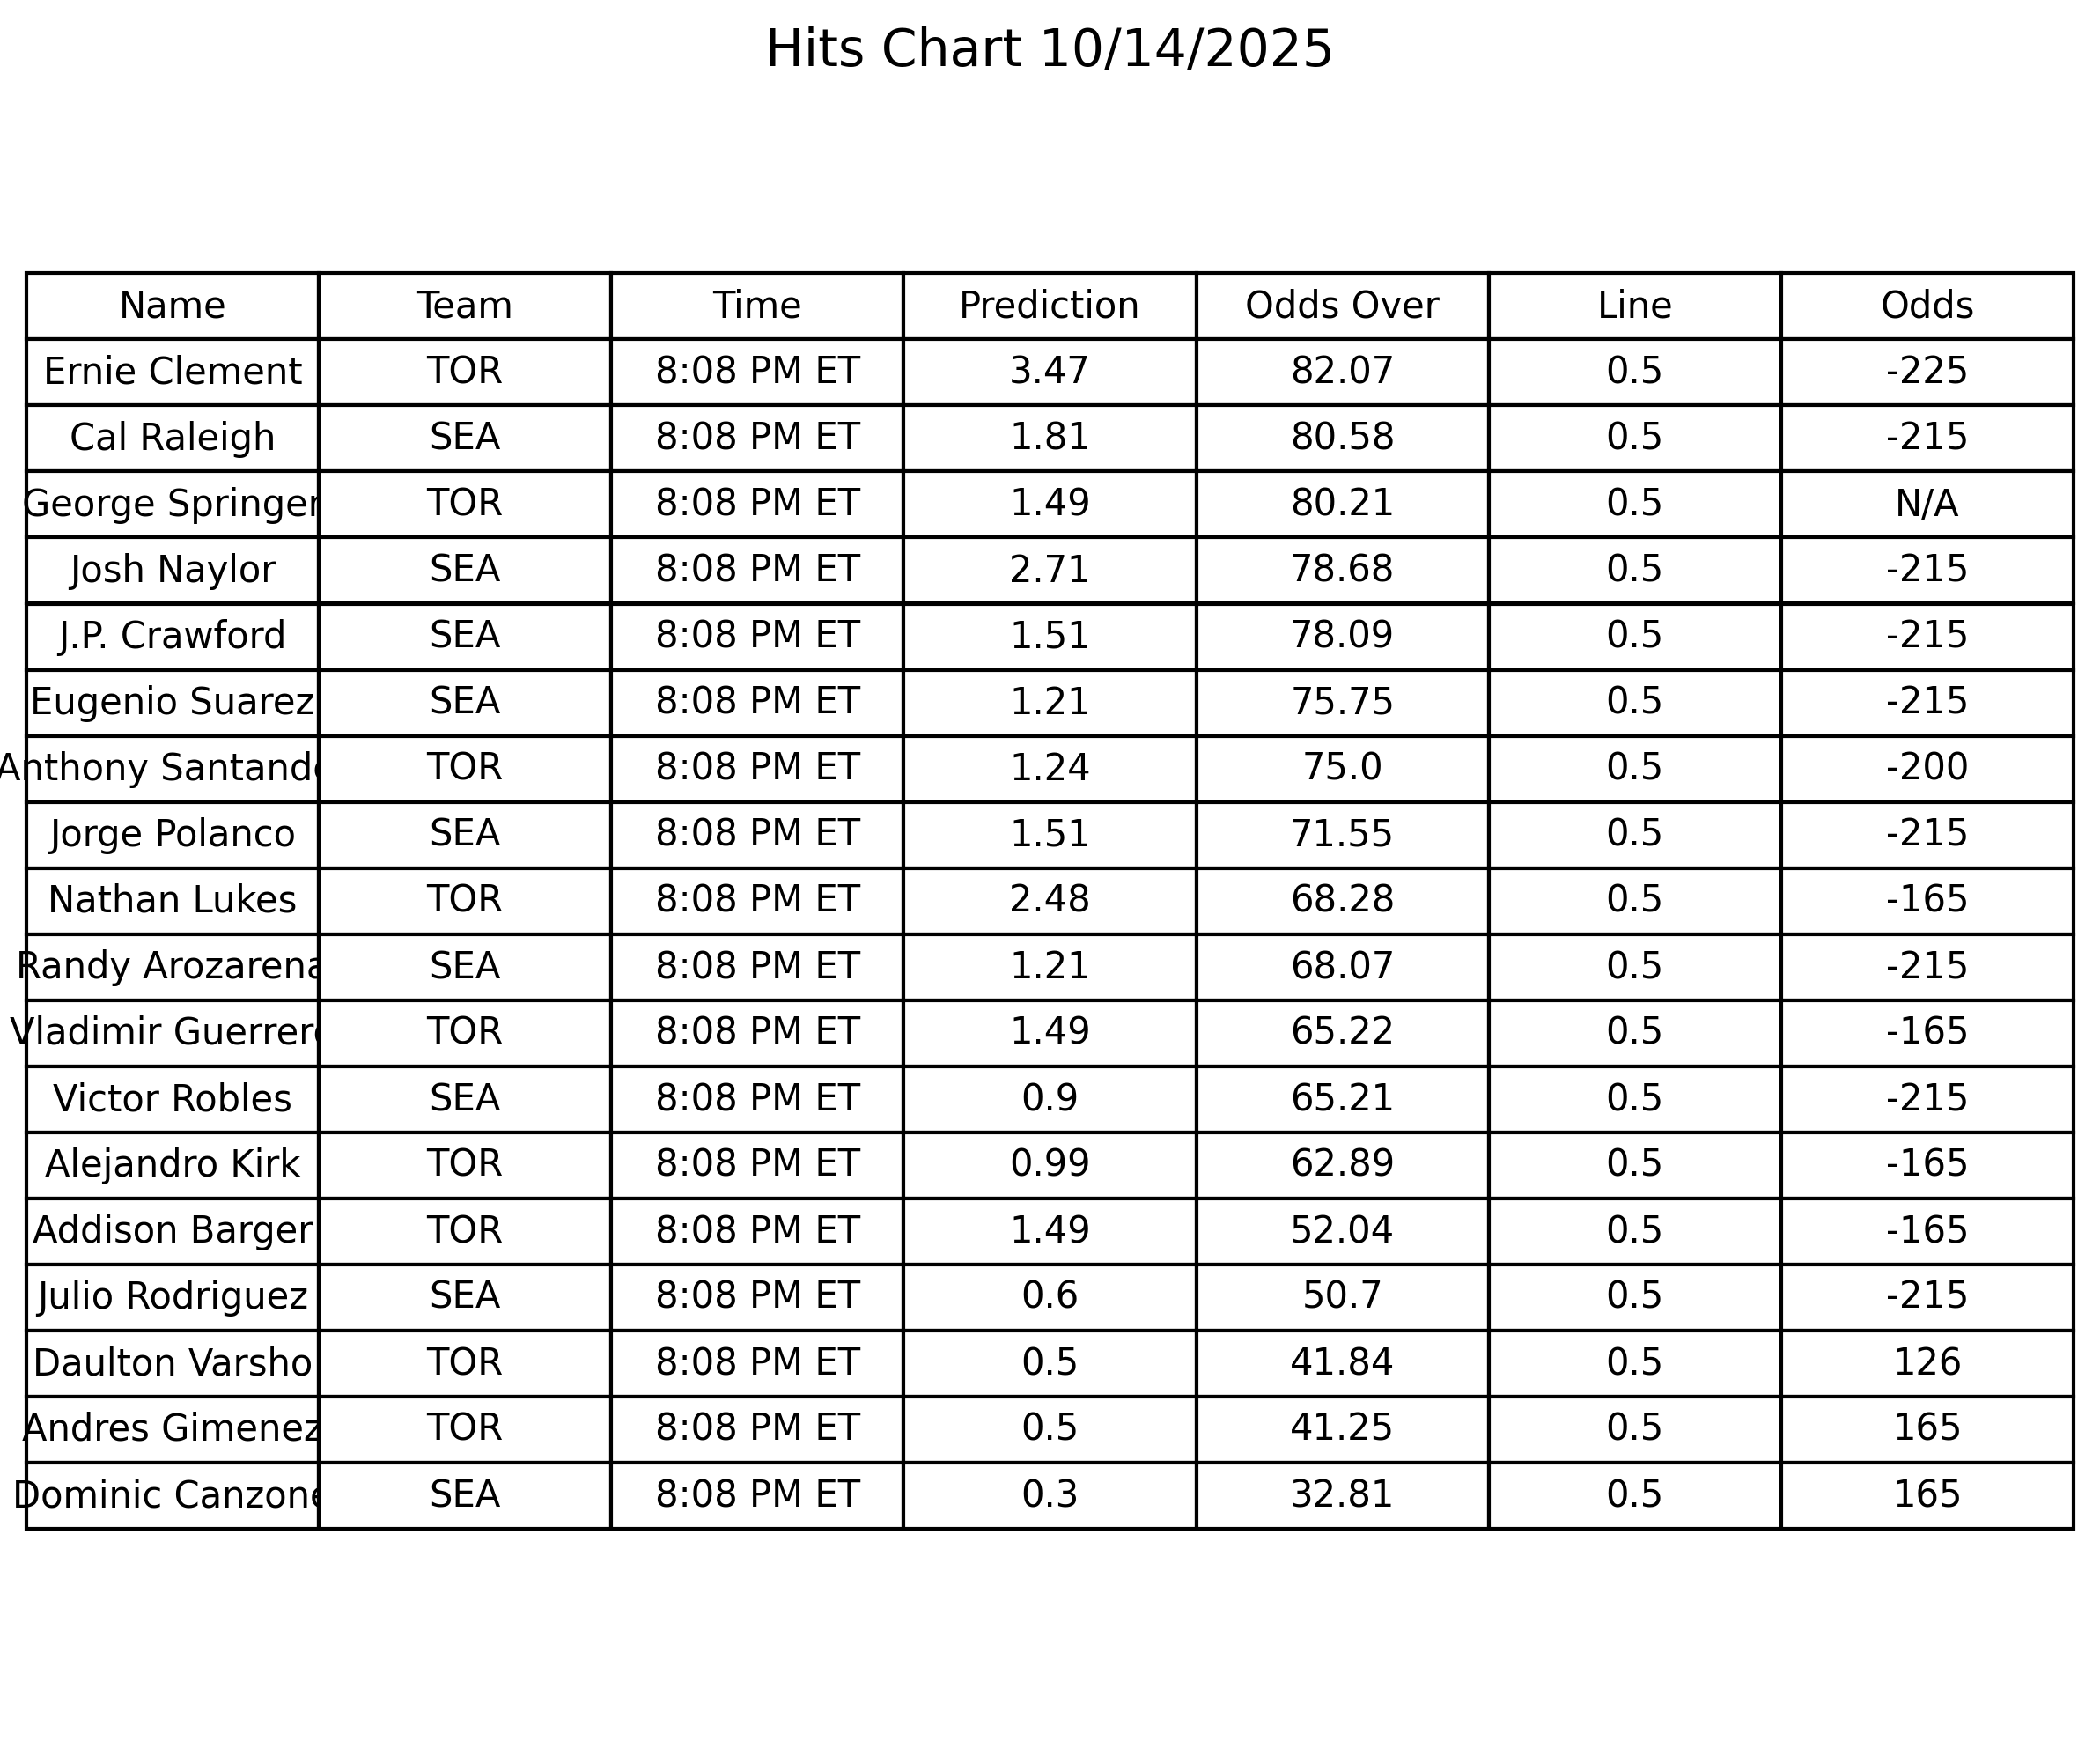 Hits Chart 10/14/2025
Name Team Time Prediction Odds Over Line Odds
Ernie Clement TOR 8:08 PM ET 3.47 82.07 0.5 -225
Cal Raleigh SEA 8:08 PM ET 1.81 80.58 0.5 -215
George Springer TOR 8:08 PM ET 1.49 80.21 0.5 N/A
Josh Naylor SEA 8:08 PM ET 2.71 78.68 0.5 -215
J.P. Crawford SEA 8:08 PM ET 1.51 78.09 0.5 -215
Eugenio Suarez SEA 8:08 PM ET 1.21 75.75 0.5 -215
Anthony Santande TOR 8:08 PM ET 1.24 75.0 0.5 -200
Jorge Polanco SEA 8:08 PM ET 1.51 71.55 0.5 -215
Nathan Lukes TOR 8:08 PM ET 2.48 68.28 0.5 -165
Randy Arozarena SEA 8:08 PM ET 1.21 68.07 0.5 -215
Vladimir Guerrero TOR 8:08 PM ET 1.49 65.22 0.5 -165
Victor Robles SEA 8:08 PM ET 0.9 65.21 0.5 -215
Alejandro Kirk TOR 8:08 PM ET 0.99 62.89 0.5 -165
Addison Barger TOR 8:08 PM ET 1.49 52.04 0.5 -165
Julio Rodriguez SEA 8:08 PM ET 0.6 50.7 0.5 -215
Daulton Varsho TOR 8:08 PM ET 0.5 41.84 0.5 126
Andres Gimenez TOR 8:08 PM ET 0.5 41.25 0.5 165
Dominic Canzone SEA 8:08 PM ET 0.3 32.81 0.5 165